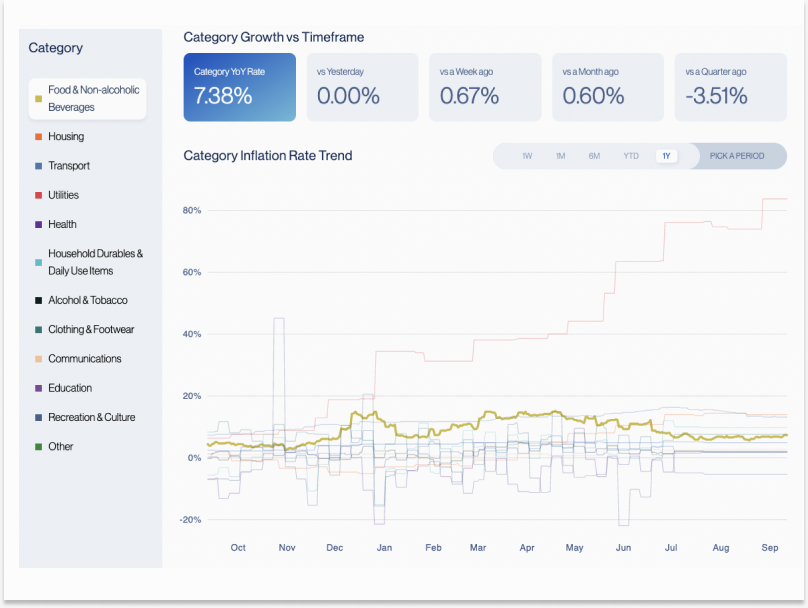 Category
Food & Non-alcoholic
Beverages
Housing
Transport
Utilities
Health
Household Durables &
Daily Use Items
Alcohol & Tobacco
Clothing & Footwear
Communications
Education
Recreation & Culture
Other
Category Growth vs Timeframe
Category YoY Rate
7.38%
vs Yesterday
0.00%
vs a Week ago
0.67%
vs a Month ago
0.60%
vs a Quarter ago
-3.51%
Category Inflation Rate Trend
1W 1M 6M YTD 1Y PICK A PERIOD
80%
60%
40%
20%
0%
-20%
Oct Nov Dec Jan Feb Mar Apr May Jun Jul Aug Sep